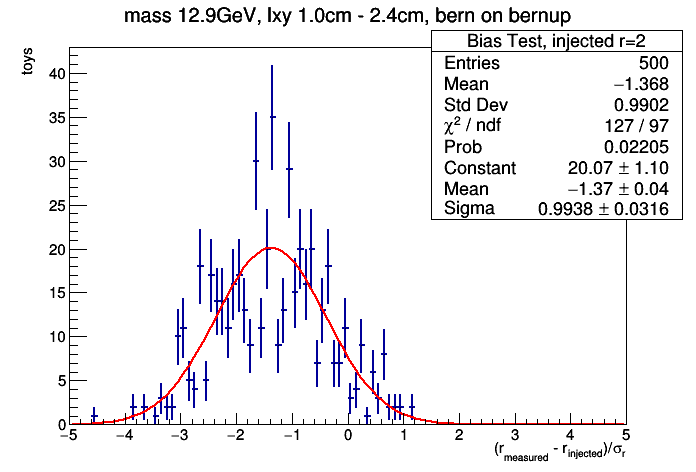 mass 12.9GeV, lxy 1.0cm - 2.4cm, bern on bernup
Bias Test, injected r=2
Entries 500
Mean −1.368
Std Dev 0.9902
χ² / ndf 127 / 97
Prob 0.02205
Constant 20.07 ± 1.10
Mean −1.37 ± 0.04
Sigma 0.9938 ± 0.0316
toys
40
35
30
25
20
15
10
5
0
−5 −4 −3 −2 −1 0 1 2 3 4 5
(r_measured - r_injected)/σ_r